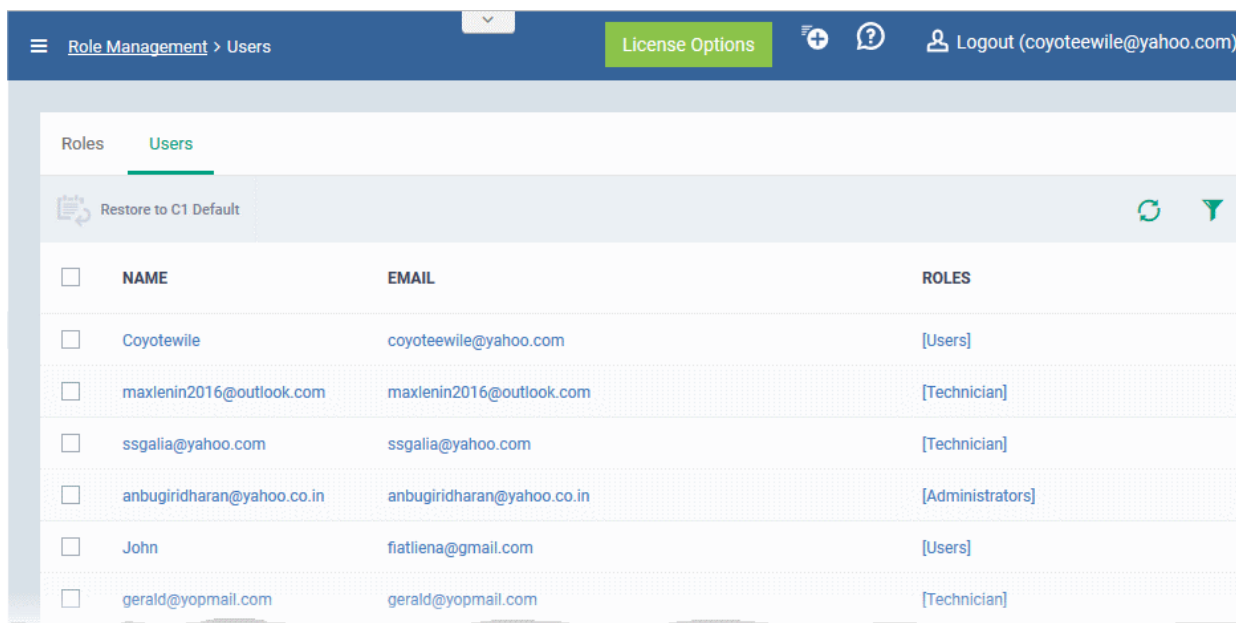 Role Management > Users License Options Logout (coyoteewile@yahoo.com)
Roles Users
Restore to C1 Default
NAME EMAIL ROLES
Coyotewile coyoteewile@yahoo.com [Users]
maxlenin2016@outlook.com maxlenin2016@outlook.com [Technician]
ssgalia@yahoo.com ssgalia@yahoo.com [Technician]
anbugiridharan@yahoo.co.in anbugiridharan@yahoo.co.in [Administrators]
John fiatliena@gmail.com [Users]
gerald@yopmail.com gerald@yopmail.com [Technician]